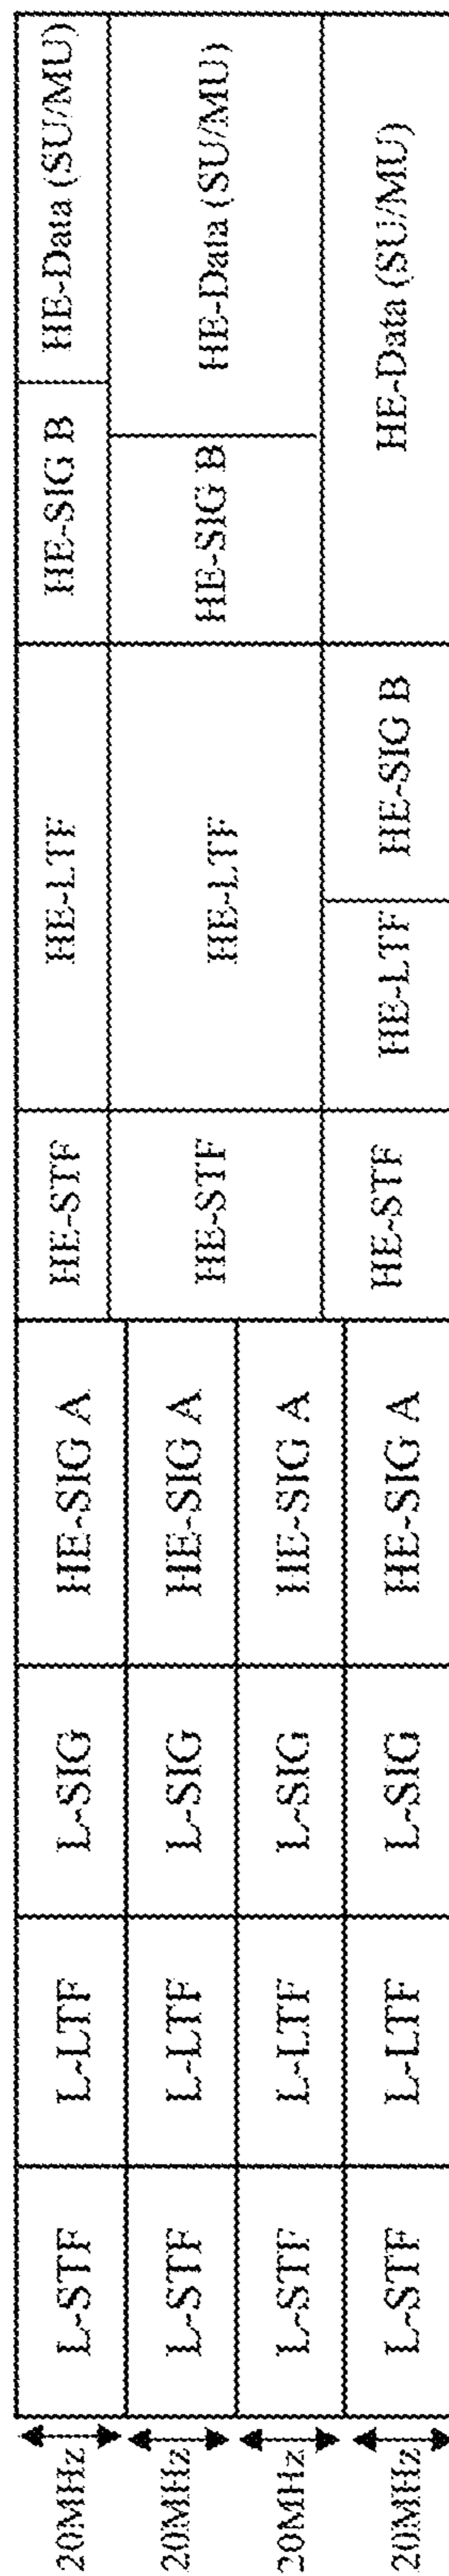 20MHz L-STF L-LTF L-SIG HE-SIG A HE-STF HE-LTF HE-SIG B HE-Data (SU/MU)
20MHz L-STF L-LTF L-SIG HE-SIG A
HE-STF HE-LTF HE-SIG B HE-Data (SU/MU)
20MHz L-STF L-LTF L-SIG HE-SIG A
20MHz L-STF L-LTF L-SIG HE-SIG A HE-STF HE-LTF HE-SIG B HE-Data (SU/MU)